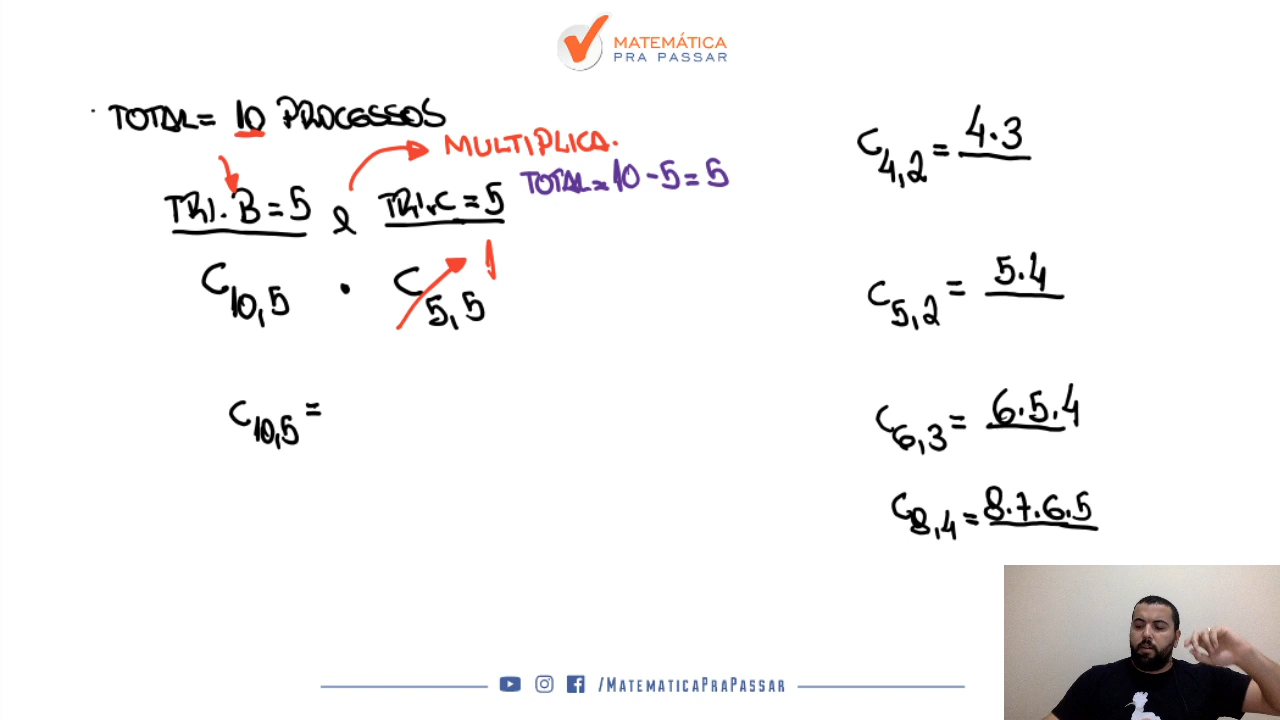 MATEMÁTICA
PRA PASSAR
TOTAL = 10 PROCESSOS
MULTIPLICA.
TOTAL = 10 - 5 = 5
TRI. B = 5 e TRI. C = 5
C10,5 . C5,5 1
C10,5 =
C4,2 = 4.3
C5,2 = 5.4
C6,3 = 6.5.4
C8,4 = 8.7.6.5
/MATEMATICAPRAPASSAR